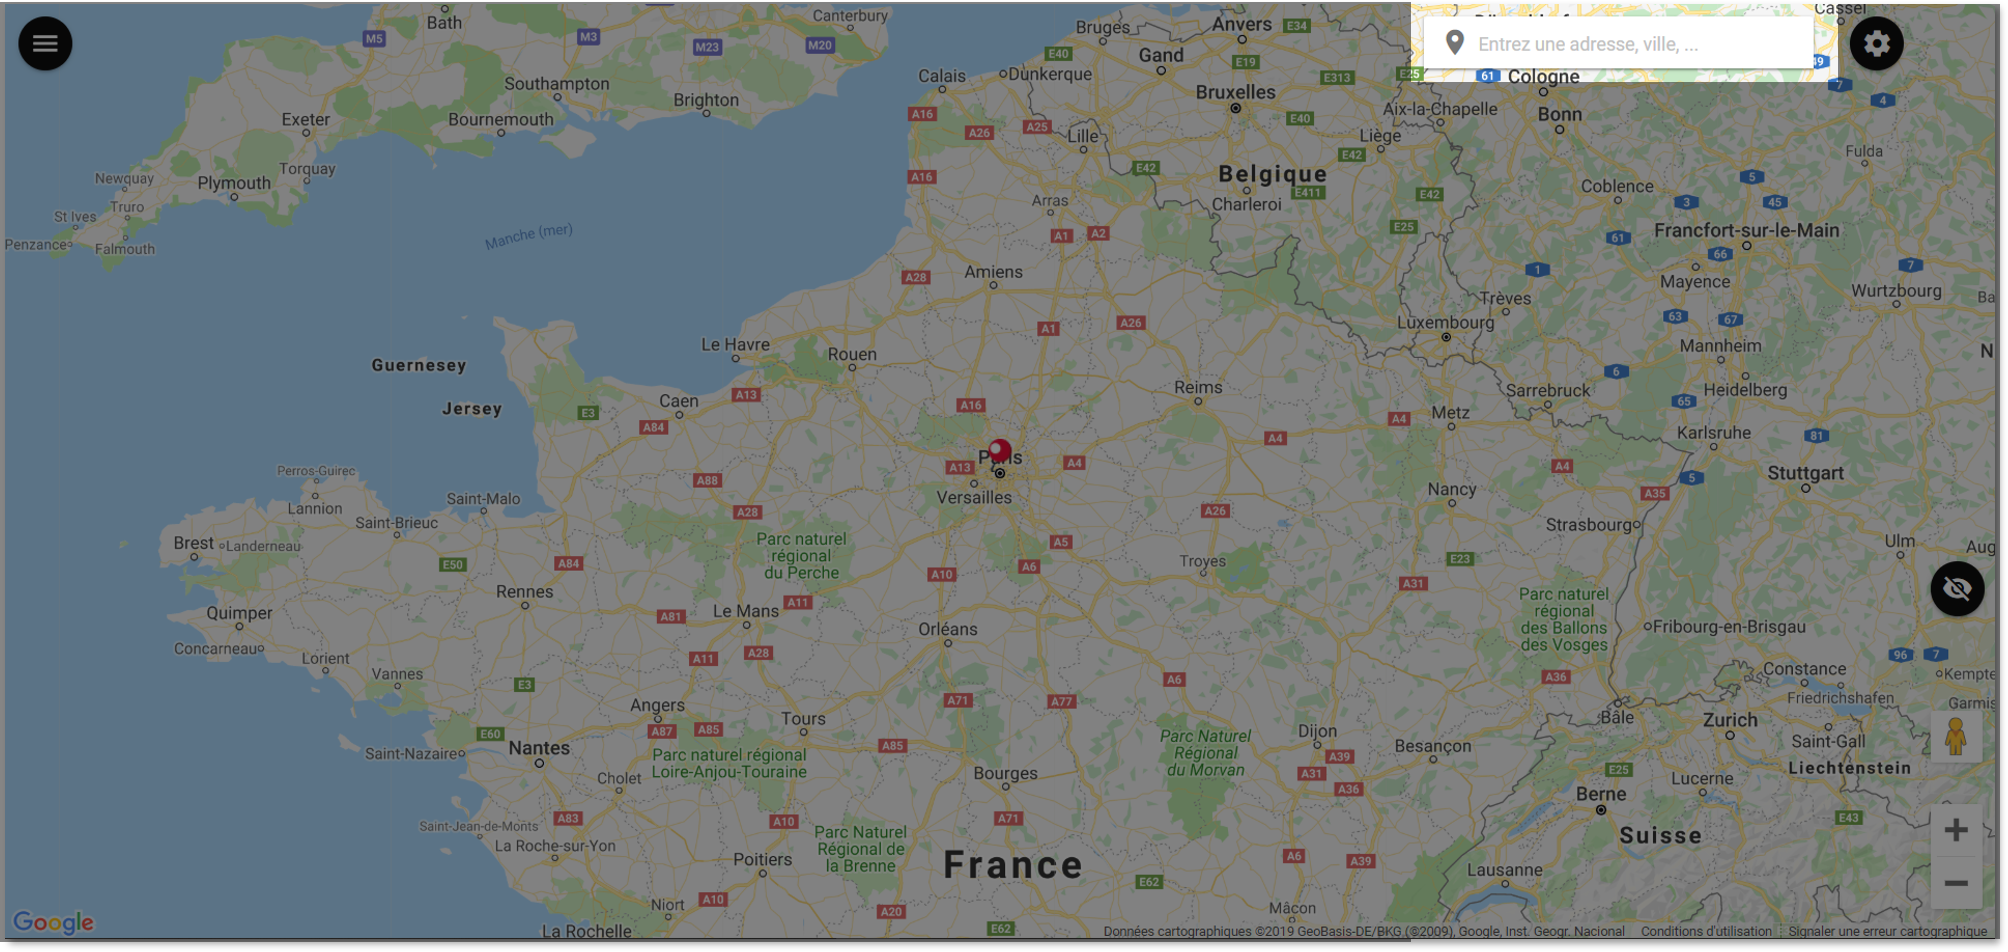 Bath
Canterbury
Bruges
Anvers
E34
Cassel
M5
M3
M23
M20
E40
Gand
E19
Entrez une adresse, ville, ...
49
Southampton
Calais
Dunkerque
E313
E25
61
Cologne
7
4
Brighton
Bruxelles
Aix-la-Chapelle
Bonn
Exeter
Bournemouth
A16
A26
A25
E40
Lille
Liège
Torquay
E42
E42
Fulda
Newquay
Plymouth
A16
Belgique
5
Coblence
E411
E42
Truro
St Ives
Arras
Charleroi
3
45
Penzance
Falmouth
Manche (mer)
A1
A2
E25
61
Francfort-sur-le-Main
66
Amiens
A28
1
7
Mayence
Wurtzbourg
Ba
Trèves
A1
A26
Luxembourg
63
67
Le Havre
Rouen
Mannheim
N
Guernesey
6
Reims
Sarrebruck
Heidelberg
Jersey
E3
Caen
A13
A16
65
A84
A4
Metz
Karlsruhe
81
A4
Paris
A13
A4
A4
Stuttgart
Perros-Guirec
A88
5
Versailles
Nancy
A35
Lannion
Saint-Malo
A28
A26
Saint-Brieuc
Strasbourg
Brest
Landerneau
Parc naturel
régional
du Perche
A5
Ulm
Aug
E50
A84
A6
Troyes
E23
A10
A31
Rennes
A11
Parc naturel
régional
des Ballons
des Vosges
Quimper
A81
Le Mans
Orléans
Fribourg-en-Brisgau
Concarneau
Lorient
A11
A28
96
7
Vannes
E3
A6
A36
Constance
Kempte
A71
A77
Friedrichshafen
Garmis
Angers
Tours
Bâle
Zurich
E60
A87
A85
Dijon
Saint-Nazaire
Nantes
A85
Parc Naturel
Régional
du Morvan
Besançon
Saint-Gall
Parc naturel régional
Loire-Anjou-Touraine
A39
Liechtenstein
Cholet
Bourges
A31
E25
Lucerne
A36
Berne
Saint-Jean-de-Monts
A83
A10
A71
E43
La Roche-sur-Yon
Parc Naturel
Régional de
la Brenne
Suisse
Poitiers
France
A6
A39
Lausanne
E62
Niort
A10
A20
Mâcon
Google
La Rochelle
E62
Données cartographiques ©2019 GeoBasis-DE/BKG (©2009), Google, Inst. Geogr. Nacional
Conditions d'utilisation
Signaler une erreur cartographique